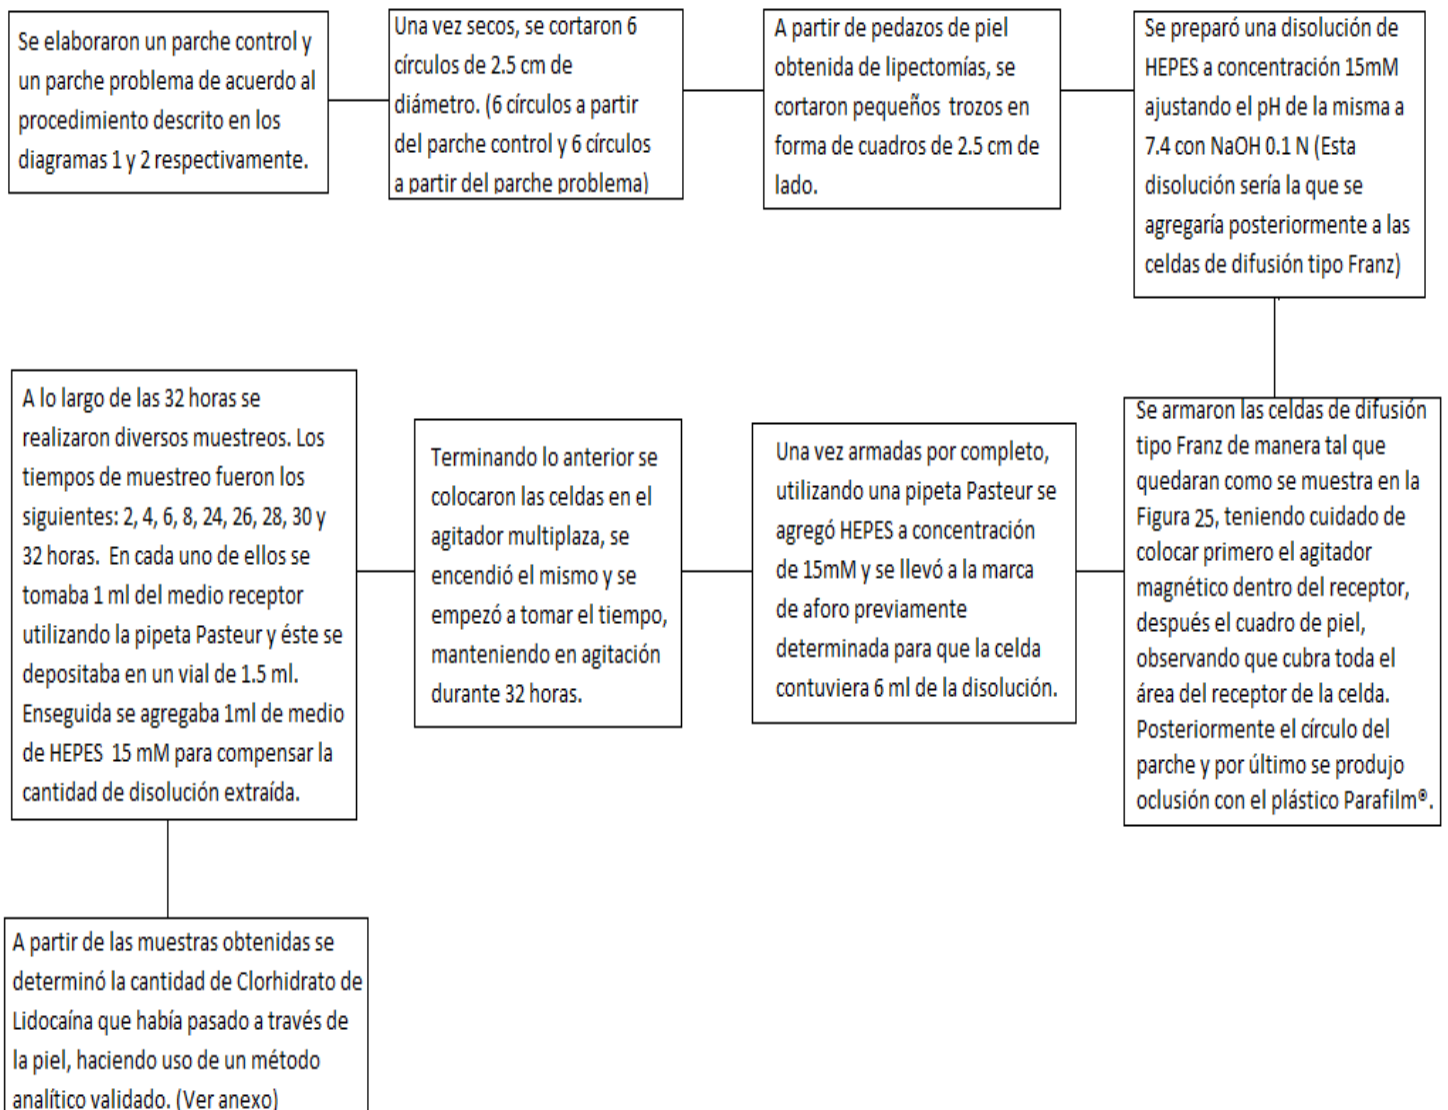 Se elaboraron un parche control y
un parche problema de acuerdo al
procedimiento descrito en los
diagramas 1 y 2 respectivamente.
Una vez secos, se cortaron 6
círculos de 2.5 cm de
diámetro. (6 círculos a partir
del parche control y 6 círculos
a partir del parche problema)
A partir de pedazos de piel
obtenida de lipectomías, se
cortaron pequeños trozos en
forma de cuadros de 2.5 cm de
lado.
Se preparó una disolución de
HEPES a concentración 15mM
ajustando el pH de la misma a
7.4 con NaOH 0.1 N (Esta
disolución sería la que se
agregaría posteriormente a las
celdas de difusión tipo Franz)
Se armaron las celdas de difusión
tipo Franz de manera tal que
quedaran como se muestra en la
Figura 25, teniendo cuidado de
colocar primero el agitador
magnético dentro del receptor,
después el cuadro de piel,
observando que cubra toda el
área del receptor de la celda.
Posteriormente el círculo del
parche y por último se produjo
oclusión con el plástico Parafilm®.
Una vez armadas por completo,
utilizando una pipeta Pasteur se
agregó HEPES a concentración
de 15mM y se llevó a la marca
de aforo previamente
determinada para que la celda
contuviera 6 ml de la disolución.
Terminando lo anterior se
colocaron las celdas en el
agitador multiplaza, se
encendió el mismo y se
empezó a tomar el tiempo,
manteniendo en agitación
durante 32 horas.
A lo largo de las 32 horas se
realizaron diversos muestreos. Los
tiempos de muestreo fueron los
siguientes: 2, 4, 6, 8, 24, 26, 28, 30 y
32 horas. En cada uno de ellos se
tomaba 1 ml del medio receptor
utilizando la pipeta Pasteur y éste se
depositaba en un vial de 1.5 ml.
Enseguida se agregaba 1ml de medio
de HEPES 15 mM para compensar la
cantidad de disolución extraída.
A partir de las muestras obtenidas se
determinó la cantidad de Clorhidrato de
Lidocaína que había pasado a través de
la piel, haciendo uso de un método
analítico validado. (Ver anexo)